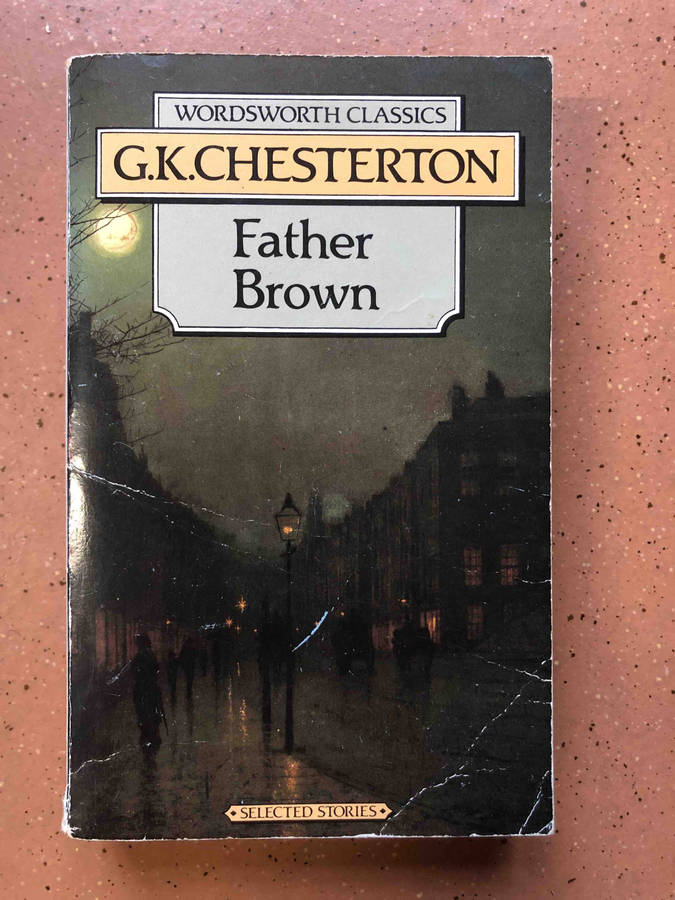 WORDSWORTH CLASSICS
G.K.CHESTERTON
Father
Brown
SELECTED STORIES